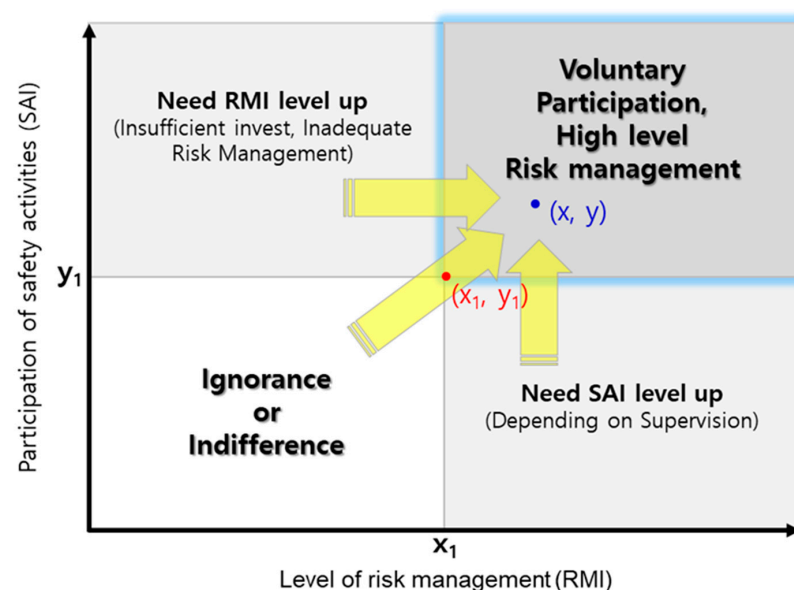 Participation of safety activities (SAI)
Need RMI level up
(Insufficient invest, Inadequate
Risk Management)
Voluntary
Participation,
High level
Risk management
(x, y)
y₁
(x₁, y₁)
Ignorance
or
Indifference
Need SAI level up
(Depending on Supervision)
x₁
Level of risk management (RMI)